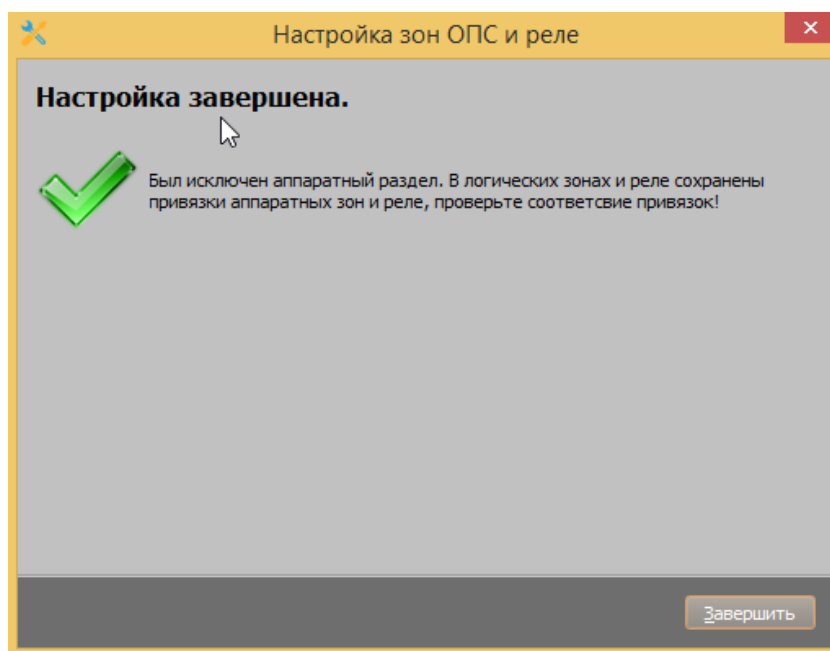 Настройка зон ОПС и реле
Настройка завершена.
Был исключен аппаратный раздел. В логических зонах и реле сохранены
привязки аппаратных зон и реле, проверьте соответсвие привязок!
Завершить